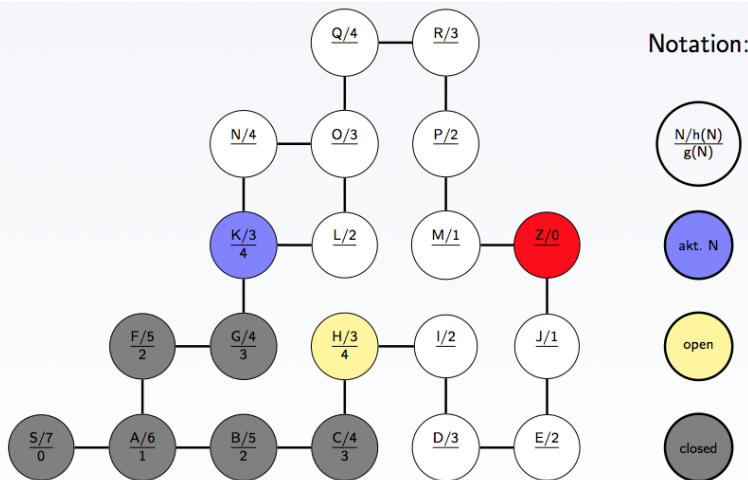 Q/4
R/3
Notation:
N/4
O/3
P/2
N/h(N)
g(N)
K/3
4
L/2
M/1
Z/0
akt. N
F/5
2
G/4
3
H/3
4
I/2
J/1
open
S/7
0
A/6
1
B/5
2
C/4
3
D/3
E/2
closed